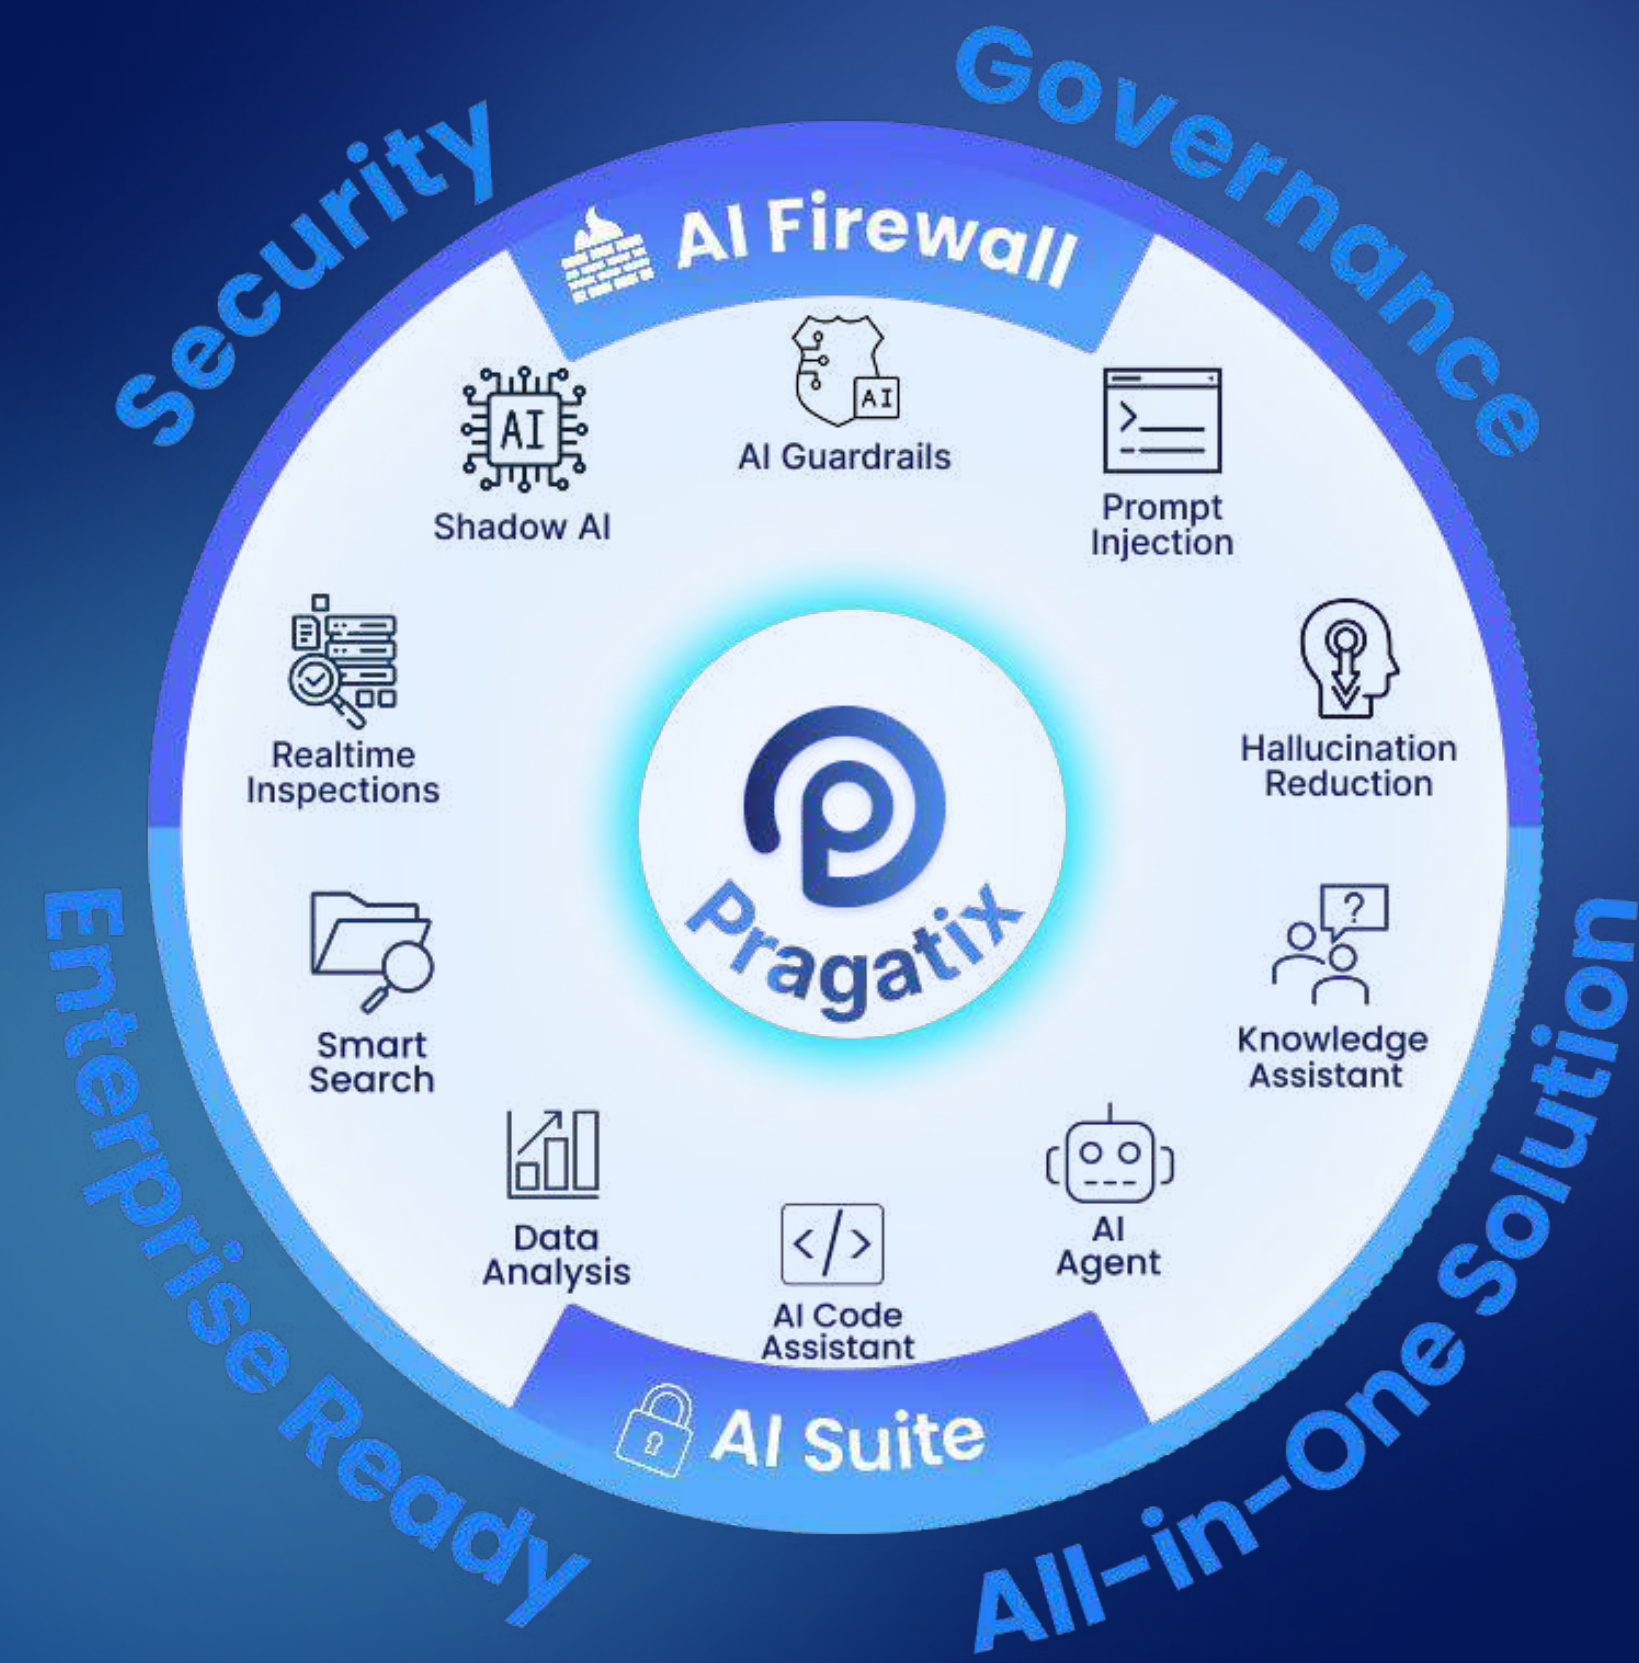 Security
Governance
AI Firewall
AI
Shadow AI
AI
AI Guardrails
Prompt
Injection
Realtime
Inspections
Hallucination
Reduction
Pragatix
Smart
Search
?
Knowledge
Assistant
Data
Analysis
</>
AI Code
Assistant
AI
Agent
AI Suite
Enterprise Ready
All-in-One Solution